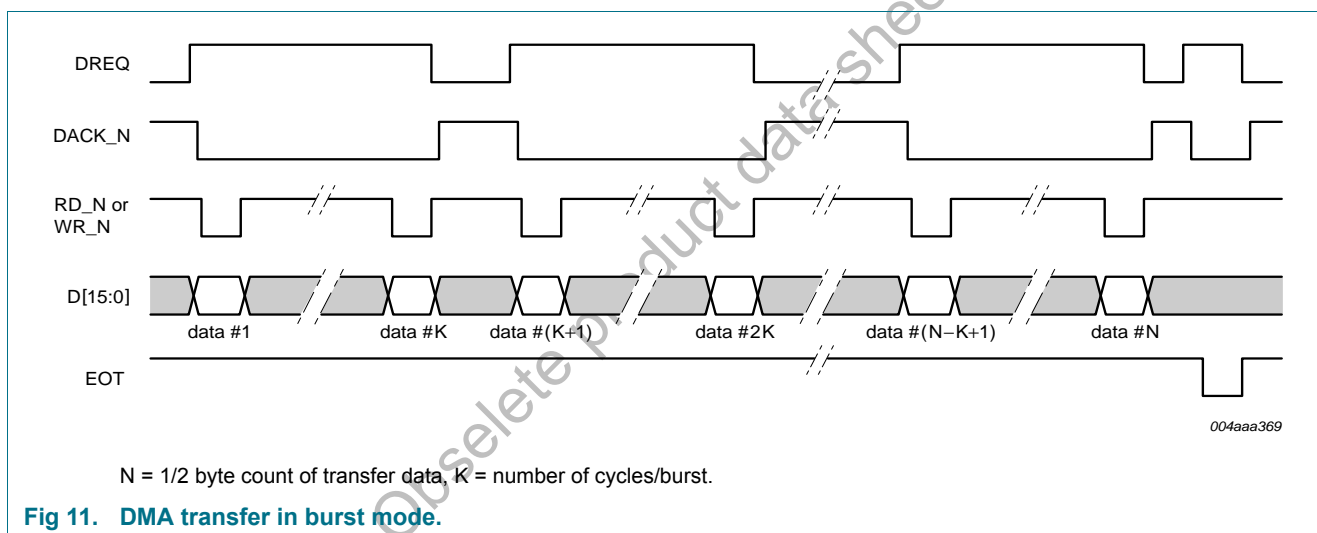 DREQ
DACK_N
RD_N or
WR_N
D[15:0]
data #1
data #K
data #(K+1)
data #2K
data #(N−K+1)
data #N
EOT
004aaa369
N = 1/2 byte count of transfer data, K = number of cycles/burst.
Fig 11. DMA transfer in burst mode.
Obselete product data shee